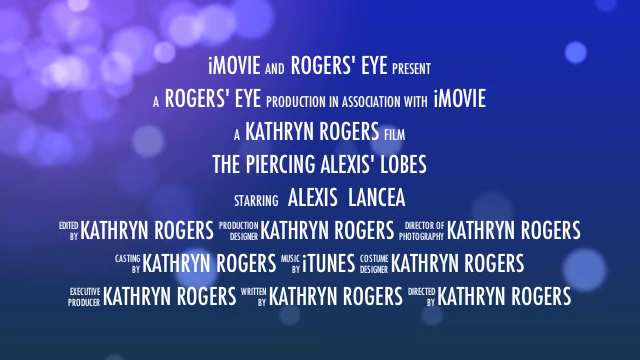 iMOVIE AND ROGERS' EYE PRESENT
A ROGERS' EYE PRODUCTION IN ASSOCIATION WITH iMOVIE
A KATHRYN ROGERS FILM
THE PIERCING ALEXIS' LOBES
STARRING ALEXIS LANCEA
EDITED BY KATHRYN ROGERS PRODUCTION DESIGNER KATHRYN ROGERS DIRECTOR OF PHOTOGRAPHY KATHRYN ROGERS
CASTING BY KATHRYN ROGERS MUSIC BY iTUNES COSTUME DESIGNER KATHRYN ROGERS
EXECUTIVE PRODUCER KATHRYN ROGERS WRITTEN BY KATHRYN ROGERS DIRECTED BY KATHRYN ROGERS